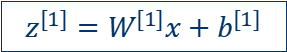 z[1] = W[1]x + b[1]